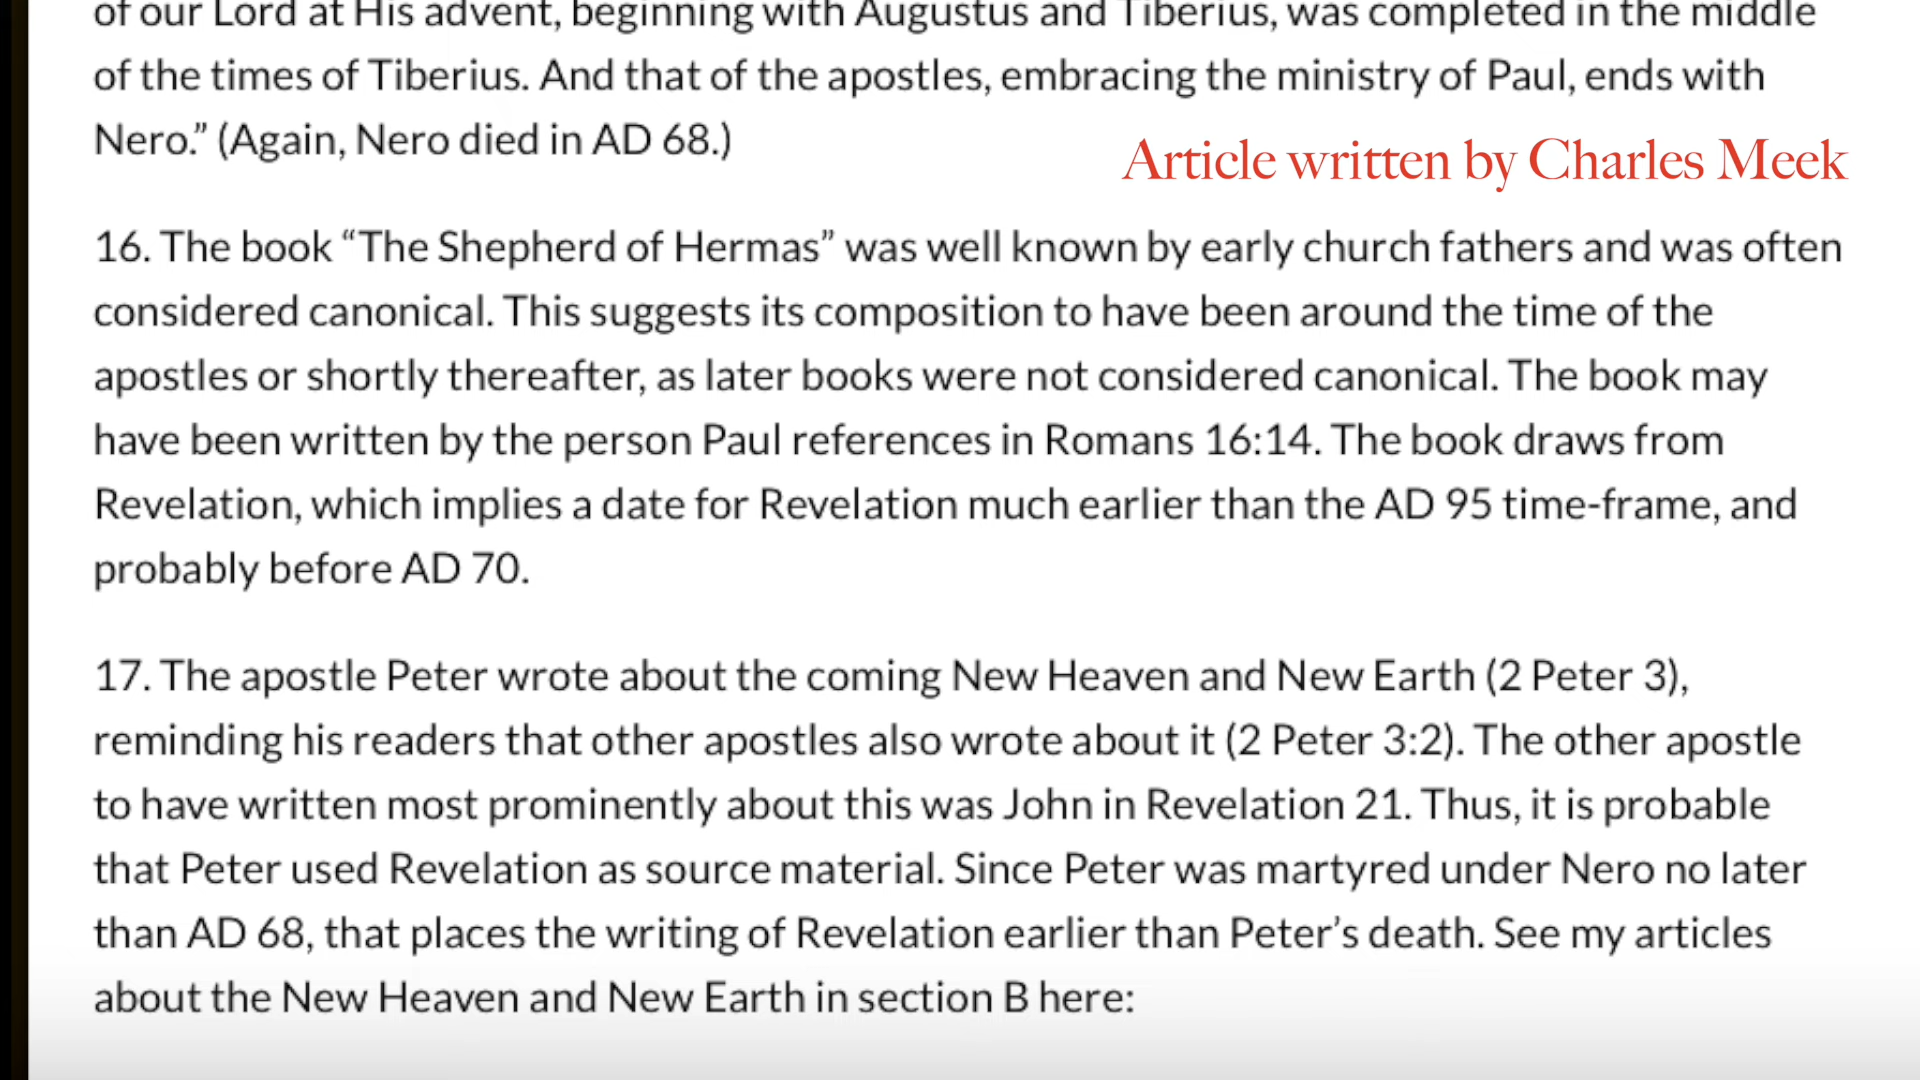 of our Lord at His advent, beginning with Augustus and Tiberius, was completed in the middle
of the times of Tiberius. And that of the apostles, embracing the ministry of Paul, ends with
Nero.” (Again, Nero died in AD 68.)
Article written by Charles Meek
16. The book “The Shepherd of Hermas” was well known by early church fathers and was often
considered canonical. This suggests its composition to have been around the time of the
apostles or shortly thereafter, as later books were not considered canonical. The book may
have been written by the person Paul references in Romans 16:14. The book draws from
Revelation, which implies a date for Revelation much earlier than the AD 95 time-frame, and
probably before AD 70.
17. The apostle Peter wrote about the coming New Heaven and New Earth (2 Peter 3),
reminding his readers that other apostles also wrote about it (2 Peter 3:2). The other apostle
to have written most prominently about this was John in Revelation 21. Thus, it is probable
that Peter used Revelation as source material. Since Peter was martyred under Nero no later
than AD 68, that places the writing of Revelation earlier than Peter’s death. See my articles
about the New Heaven and New Earth in section B here: